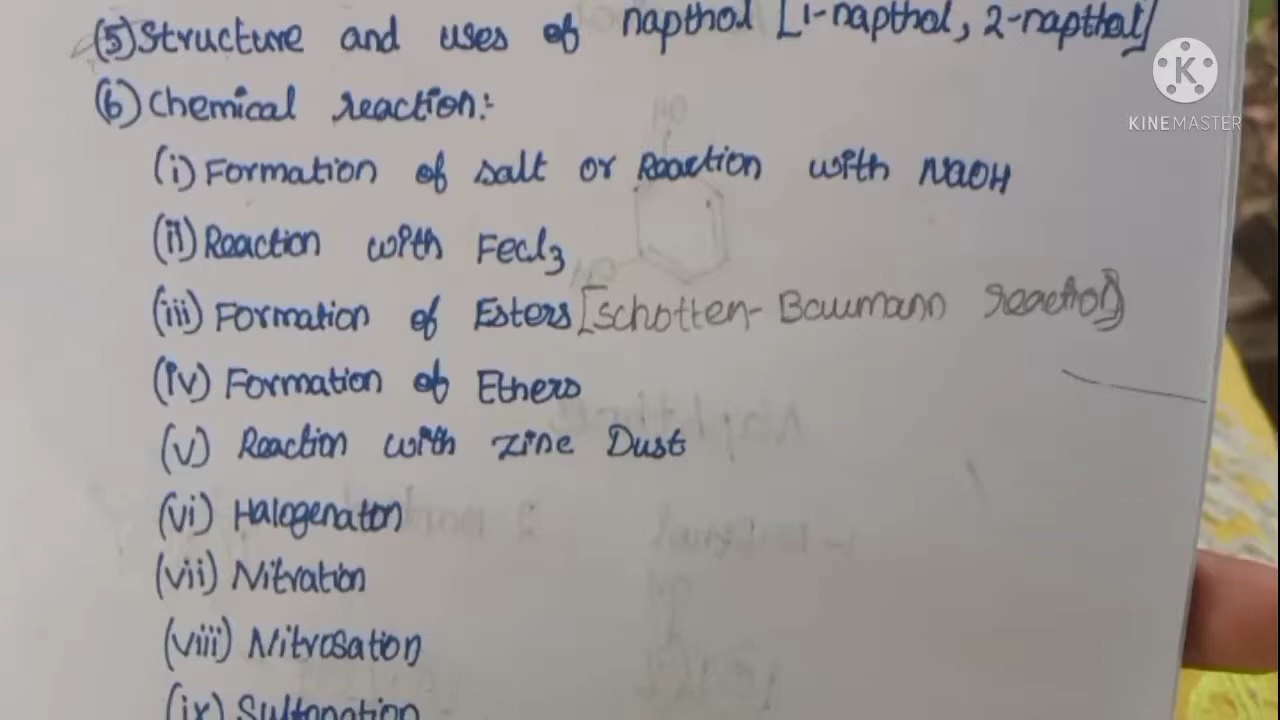 (5) Structure and uses of napthol [1-napthol, 2-napthol]
(6) Chemical reaction:
(i) Formation of salt or Reaction with NaOH
(ii) Reaction with FeCl3
(iii) Formation of Esters [Schotten-Baumann reaction]
(iv) Formation of Ethers
(v) Reaction with zinc Dust
(vi) Halogenation
(vii) Nitration
(viii) Nitrosation
(ix) Sulfonation
K
KINEMASTER